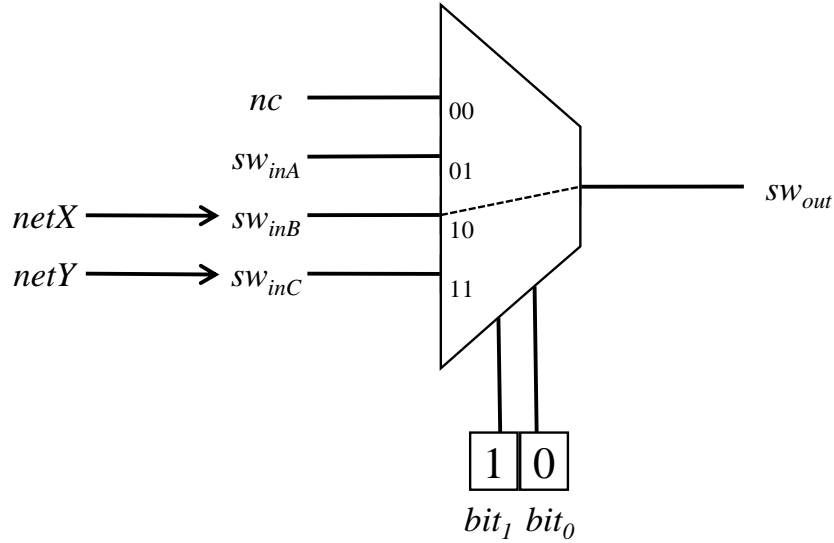 nc
00
sw_inA
01
netX
sw_inB
10
sw_out
netY
sw_inC
11
1 0
bit_1 bit_0